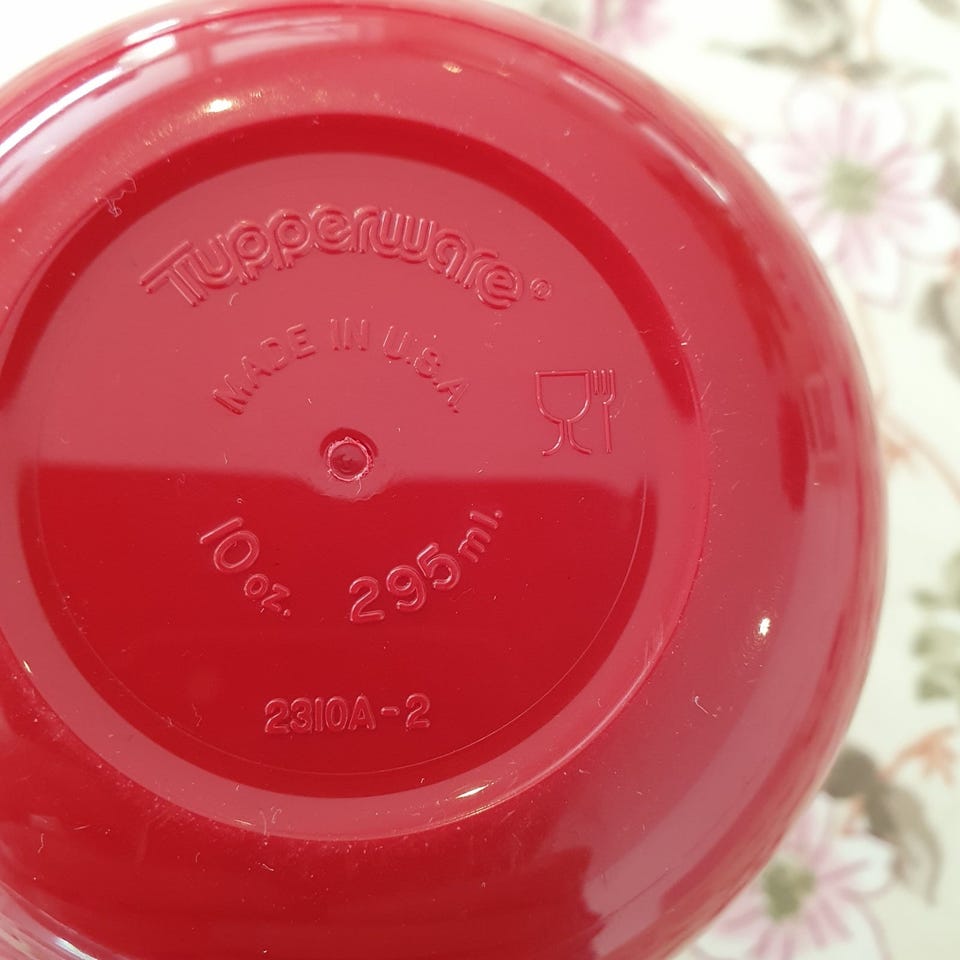 Tupperware®
MADE IN U.S.A.
10 oz. 295 ml.
2310A-2